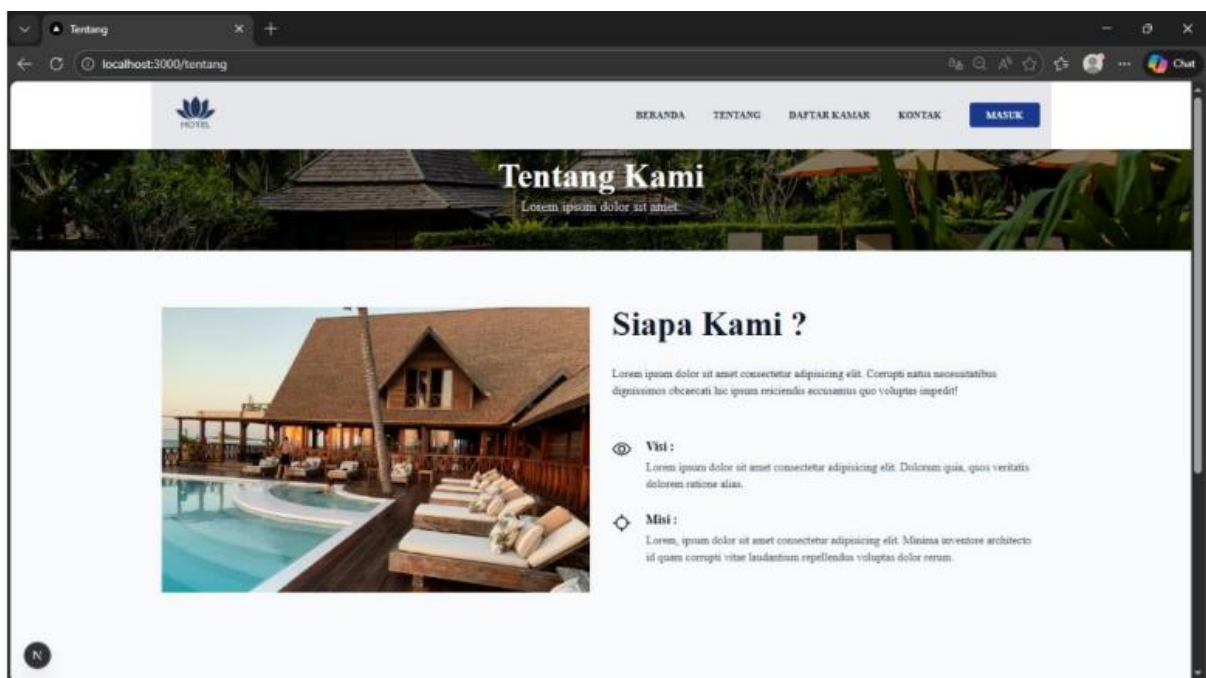 Tentang
localhost:3000/tentang
Chat
HOTEL
BERANDA TENTANG DAFTAR KAMAR KONTAK MASUK
Tentang Kami
Lorem ipsum dolor sit amet
Siapa Kami ?
Lorem ipsum dolor sit amet consectetur adipisicing elit. Corrupti natus necessitatibus
dignissimos obcaecati hic ipsum reiciendis accusamus quo voluptas impedit!
Visi :
Lorem ipsum dolor sit amet consectetur adipisicing elit. Dolorum quia, quos veritatis
dolorem ratione alias.
Misi :
Lorem, ipsum dolor sit amet consectetur adipisicing elit. Minima inventore architecto
id quam corrupti vitae laudantium repellendus voluptas dolor rerum.
N